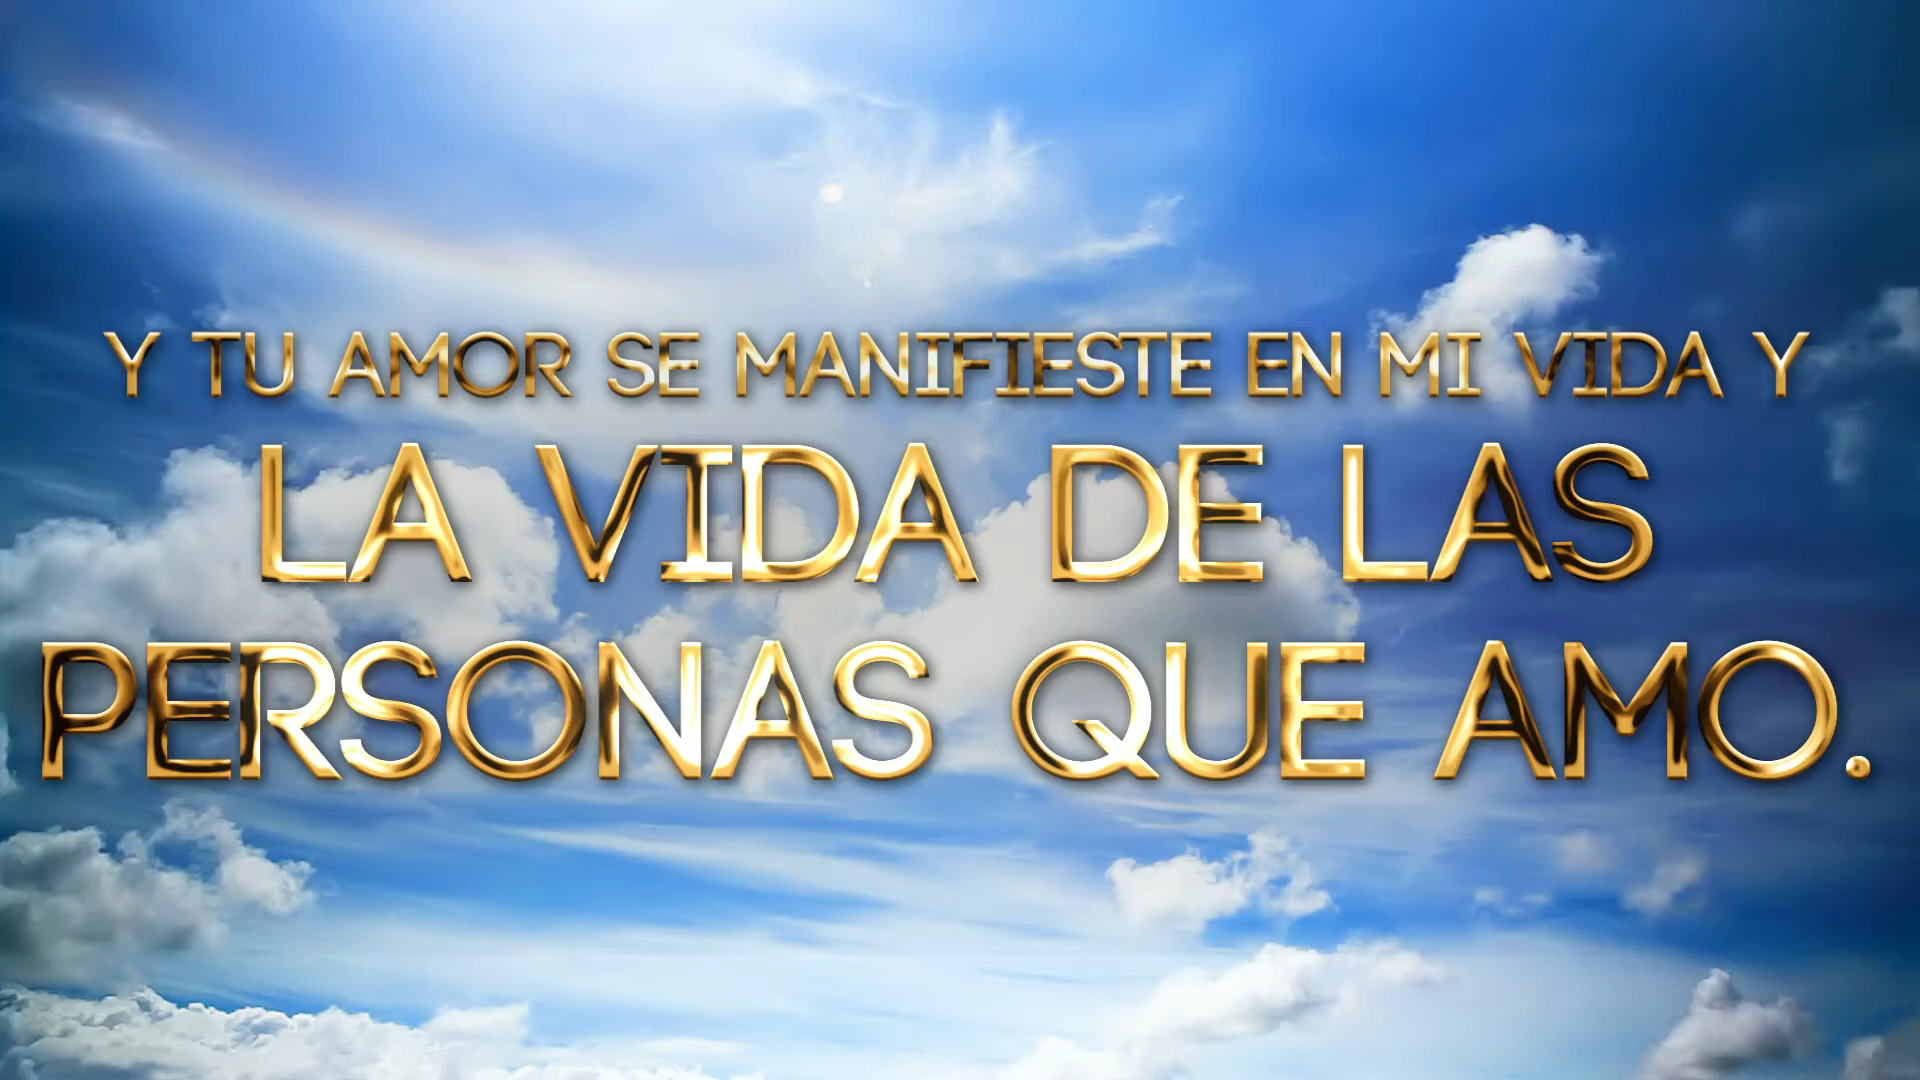 Y TU AMOR SE MANIFIESTE EN MI VIDA Y
LA VIDA DE LAS
PERSONAS QUE AMO.